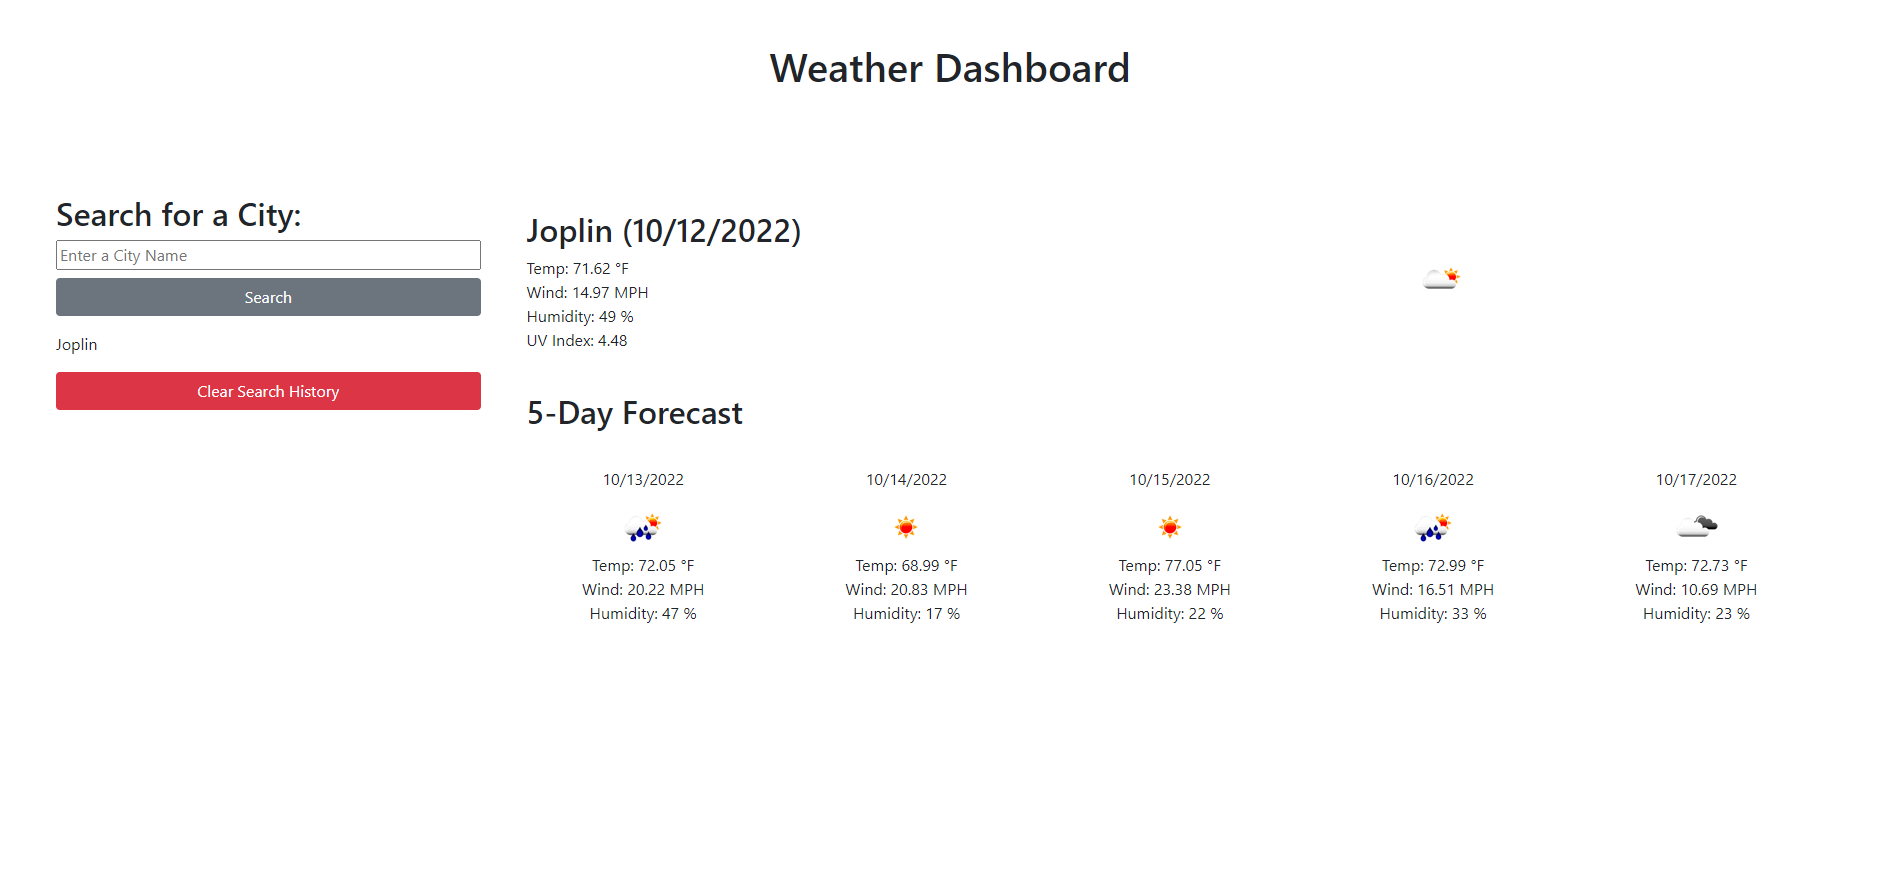 Weather Dashboard
Search for a City:
Enter a City Name
Search
Joplin
Clear Search History
Joplin (10/12/2022)
Temp: 71.62 °F
Wind: 14.97 MPH
Humidity: 49 %
UV Index: 4.48
5-Day Forecast
10/13/2022
Temp: 72.05 °F
Wind: 20.22 MPH
Humidity: 47 %
10/14/2022
Temp: 68.99 °F
Wind: 20.83 MPH
Humidity: 17 %
10/15/2022
Temp: 77.05 °F
Wind: 23.38 MPH
Humidity: 22 %
10/16/2022
Temp: 72.99 °F
Wind: 16.51 MPH
Humidity: 33 %
10/17/2022
Temp: 72.73 °F
Wind: 10.69 MPH
Humidity: 23 %